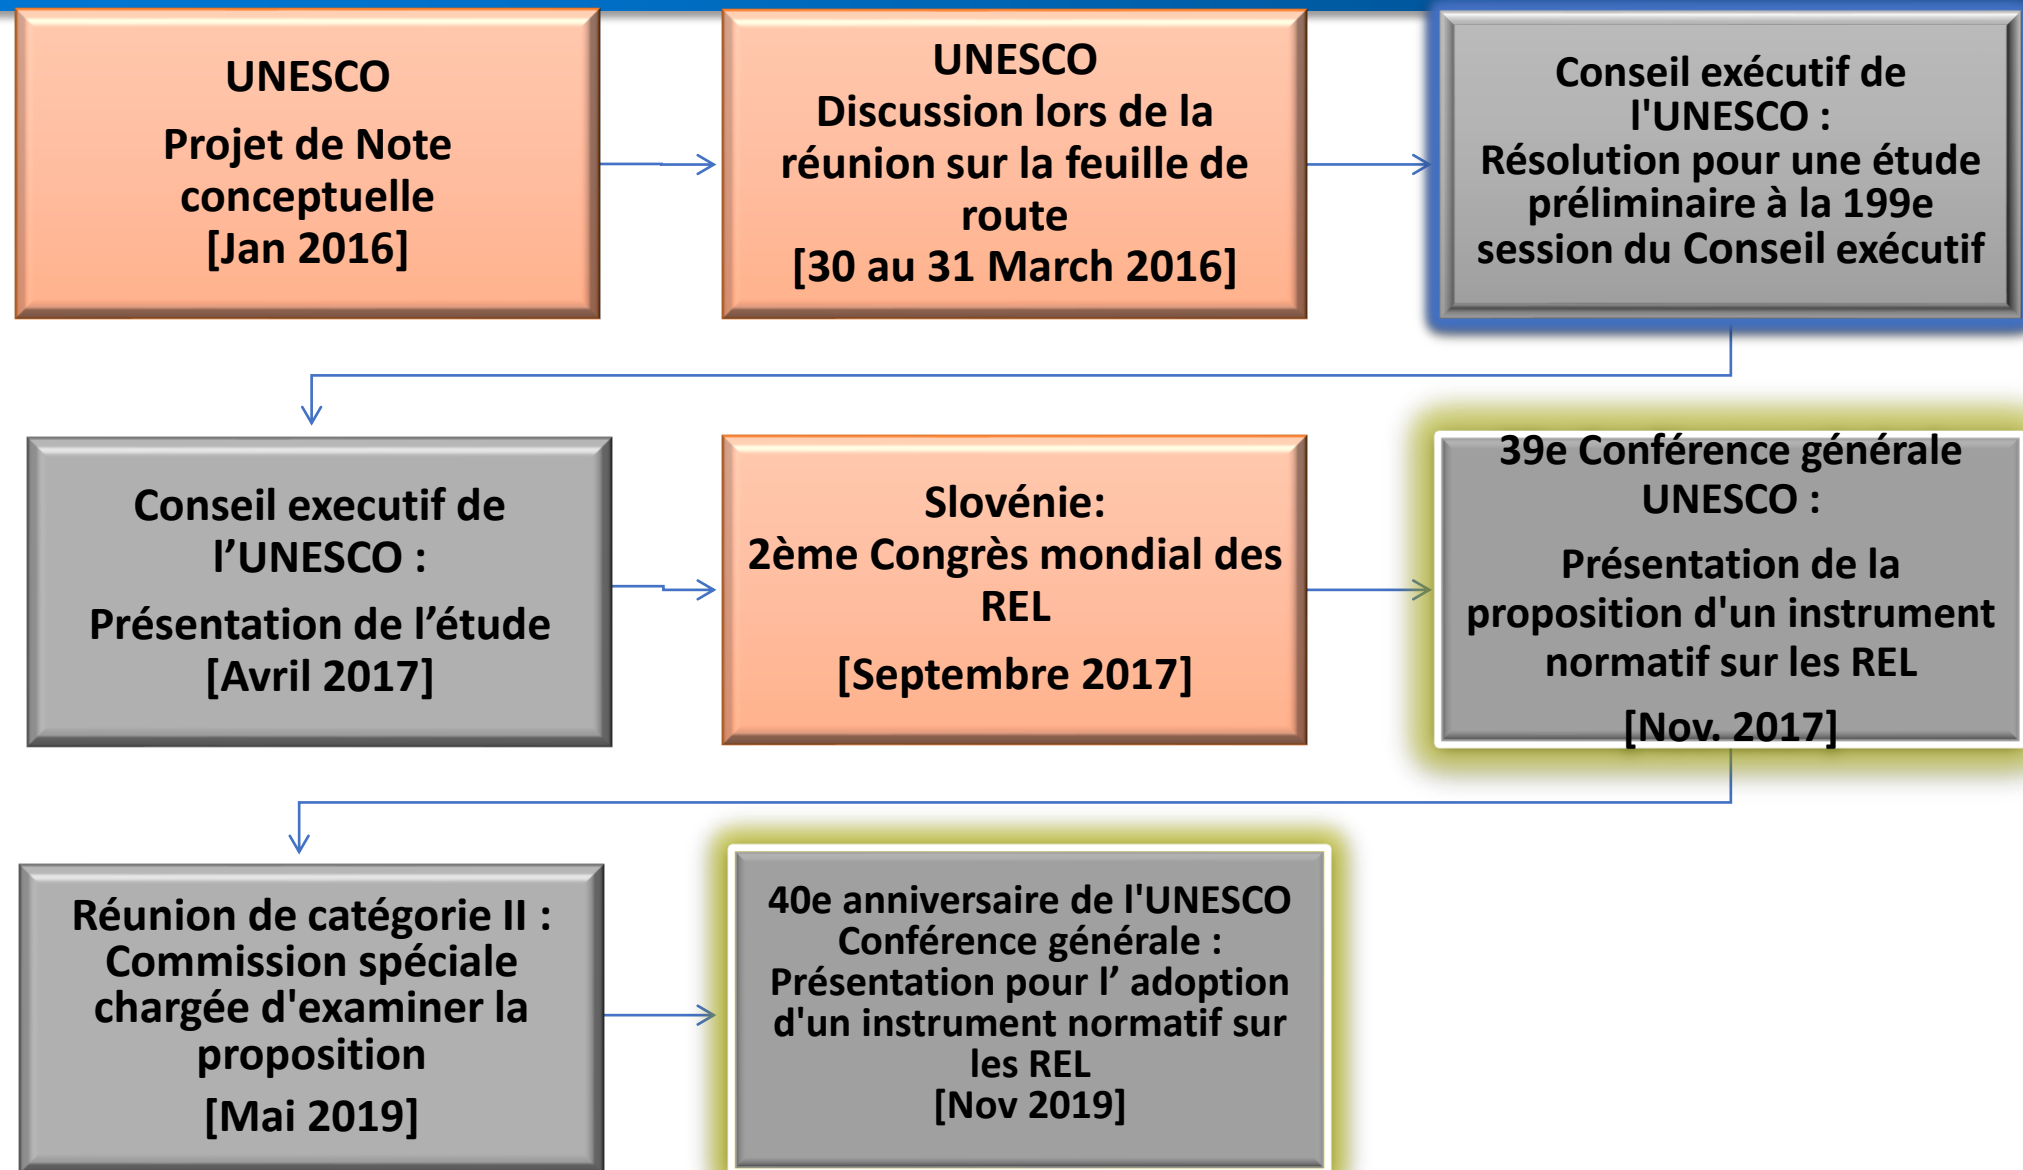 UNESCO
Projet de Note
conceptuelle
[Jan 2016]
UNESCO
Discussion lors de la
réunion sur la feuille de
route
[30 au 31 March 2016]
Conseil exécutif de
l'UNESCO :
Résolution pour une étude
préliminaire à la 199e
session du Conseil exécutif
Conseil executif de
l’UNESCO :
Présentation de l’étude
[Avril 2017]
Slovénie:
2ème Congrès mondial des
REL
[Septembre 2017]
39e Conférence générale
UNESCO :
Présentation de la
proposition d'un instrument
normatif sur les REL
[Nov. 2017]
Réunion de catégorie II :
Commission spéciale
chargée d'examiner la
proposition
[Mai 2019]
40e anniversaire de l'UNESCO
Conférence générale :
Présentation pour l’ adoption
d'un instrument normatif sur
les REL
[Nov 2019]